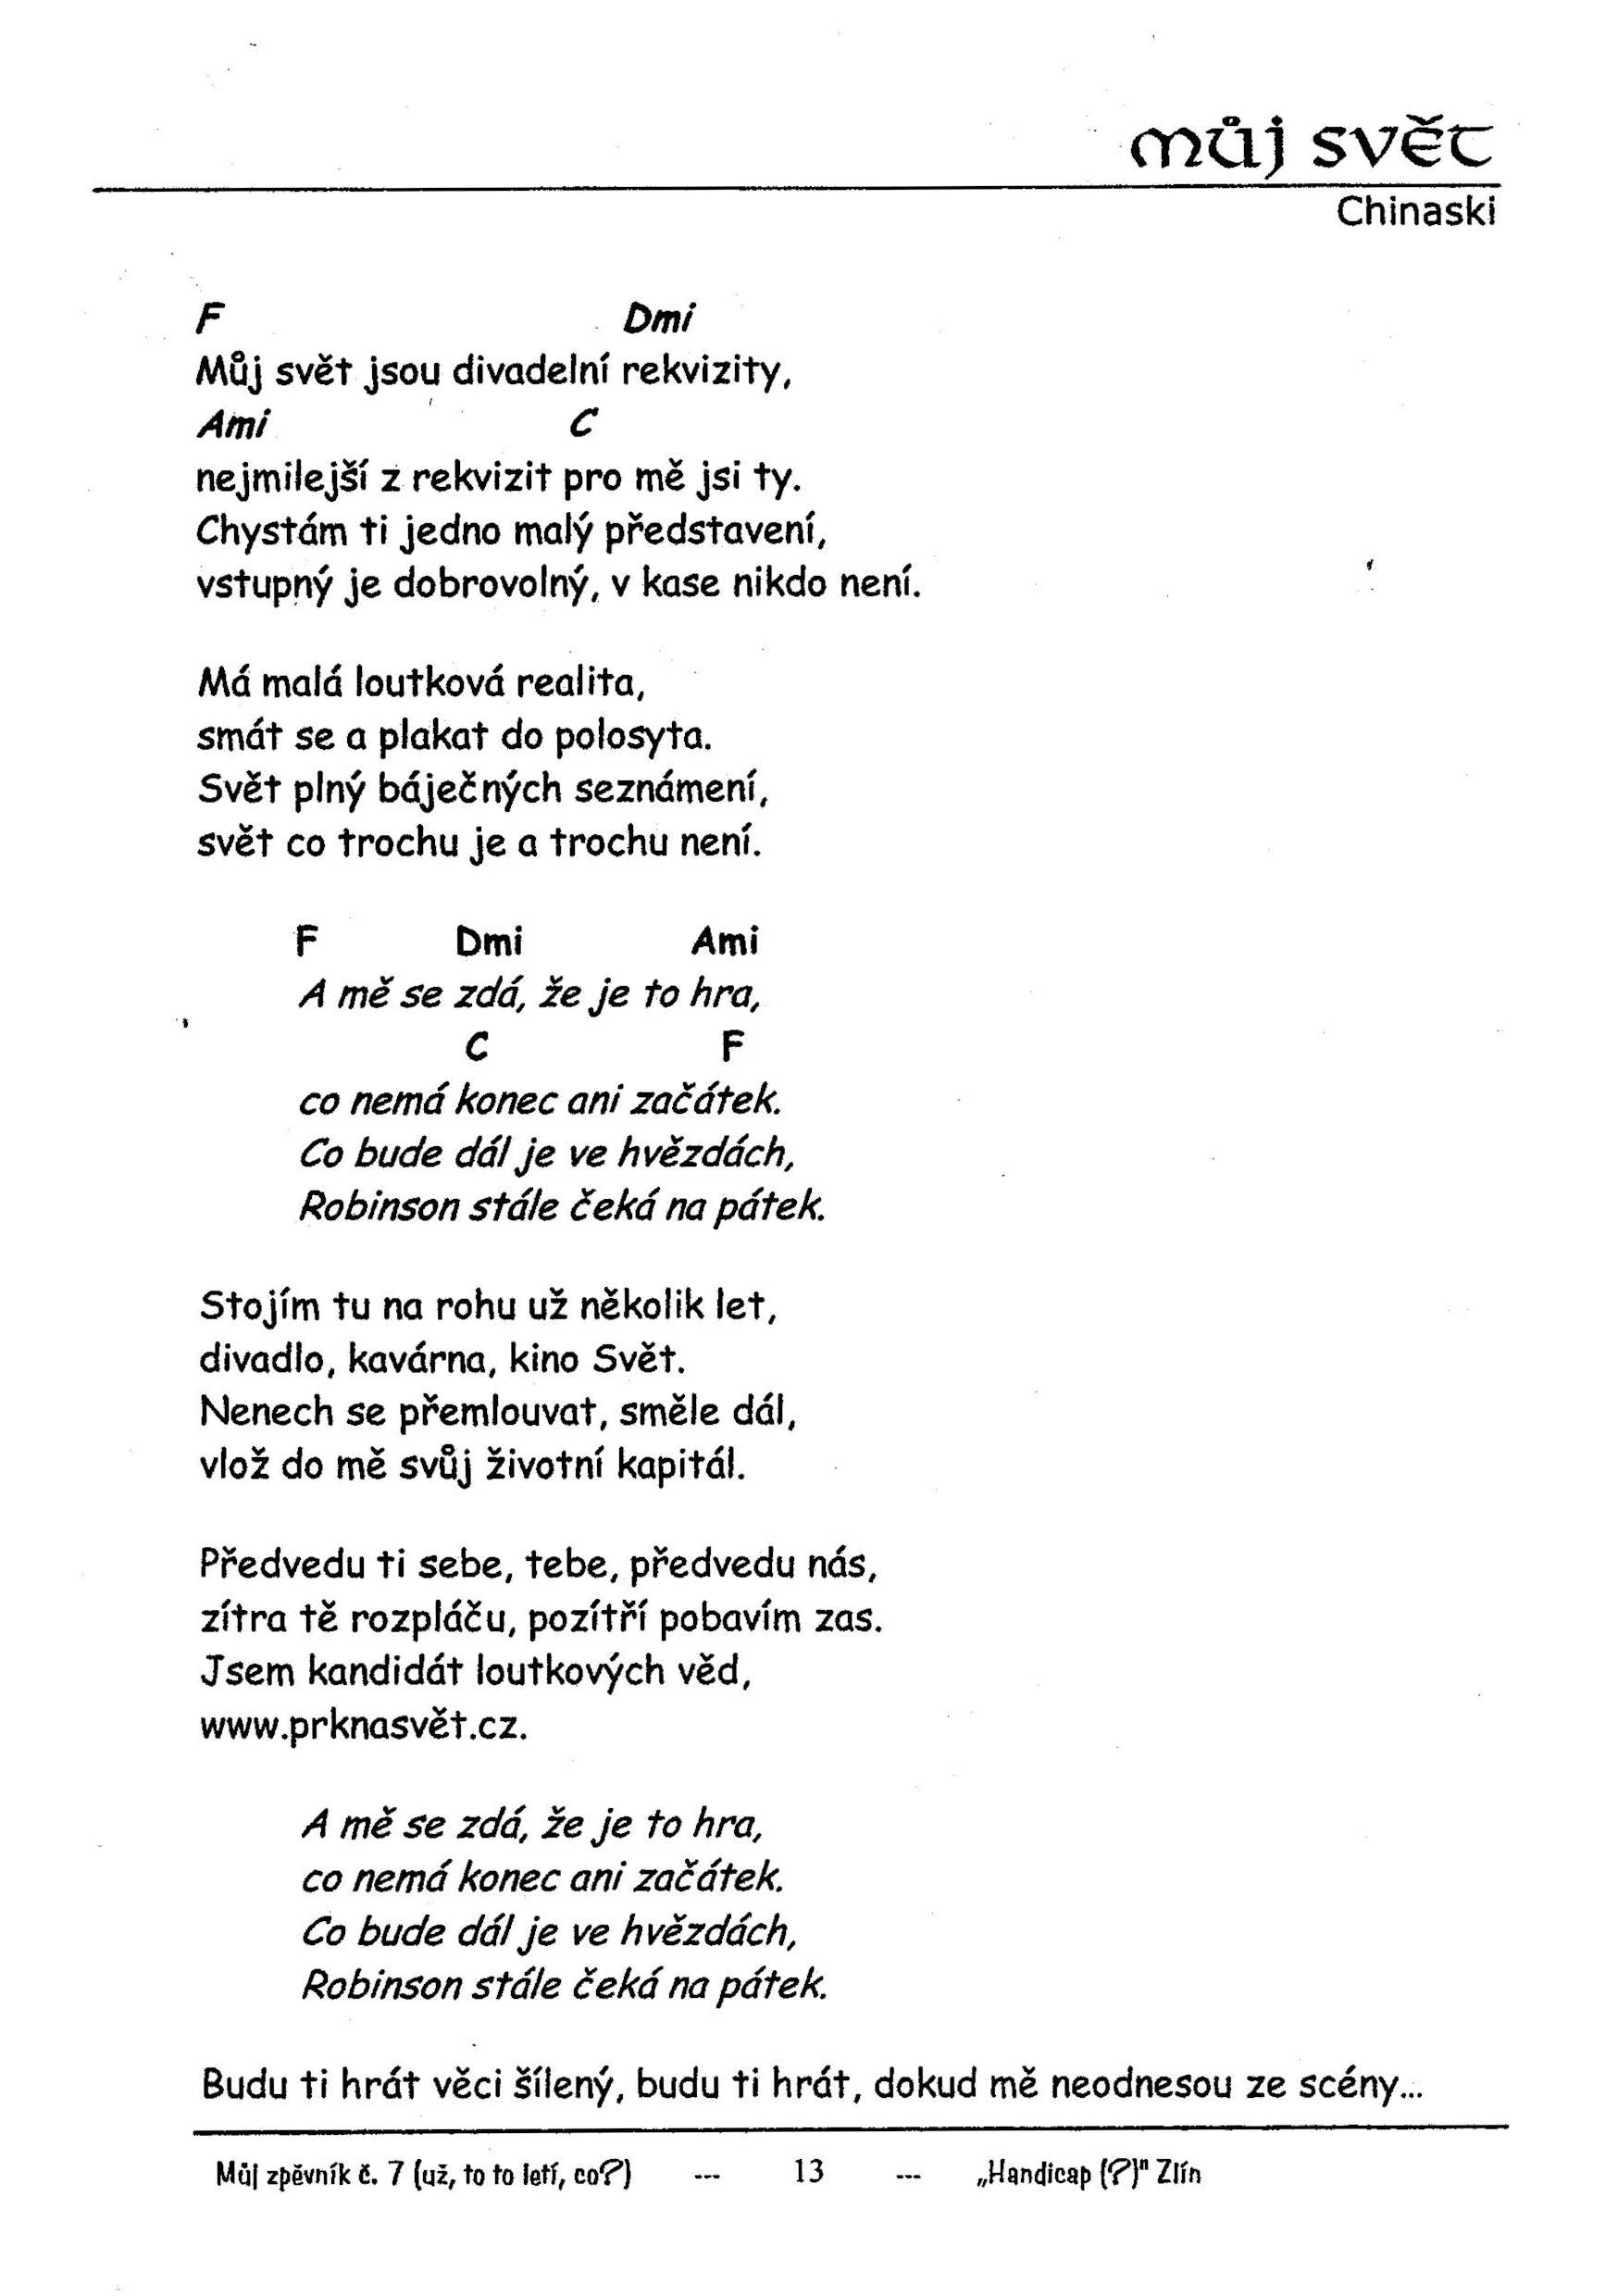 můj svět
Chinaski
F Dmi
Můj svět jsou divadelní rekvizity,
Ami C
nejmilejší z rekvizit pro mě jsi ty.
Chystám ti jedno malý představení,
vstupný je dobrovolný, v kase nikdo není.
Má malá loutková realita,
smát se a plakat do polosyta.
Svět plný báječných seznámení,
svět co trochu je a trochu není.
F Dmi Ami
A mě se zdá, že je to hra,
C F
co nemá konec ani začátek.
Co bude dál je ve hvězdách,
Robinson stále čeká na pátek.
Stojím tu na rohu už několik let,
divadlo, kavárna, kino Svět.
Nenech se přemlouvat, směle dál,
vlož do mě svůj životní kapitál.
Předvedu ti sebe, tebe, předvedu nás,
zítra tě rozpláču, pozítří pobavím zas.
Jsem kandidát loutkových věd,
www.prknasvět.cz.
A mě se zdá, že je to hra,
co nemá konec ani začátek.
Co bude dál je ve hvězdách,
Robinson stále čeká na pátek.
Budu ti hrát věci šílený, budu ti hrát, dokud mě neodnesou ze scény...
Můj zpěvník č. 7 (už, to to letí, co?) --- 13 --- „Handicap (?)" Zlín